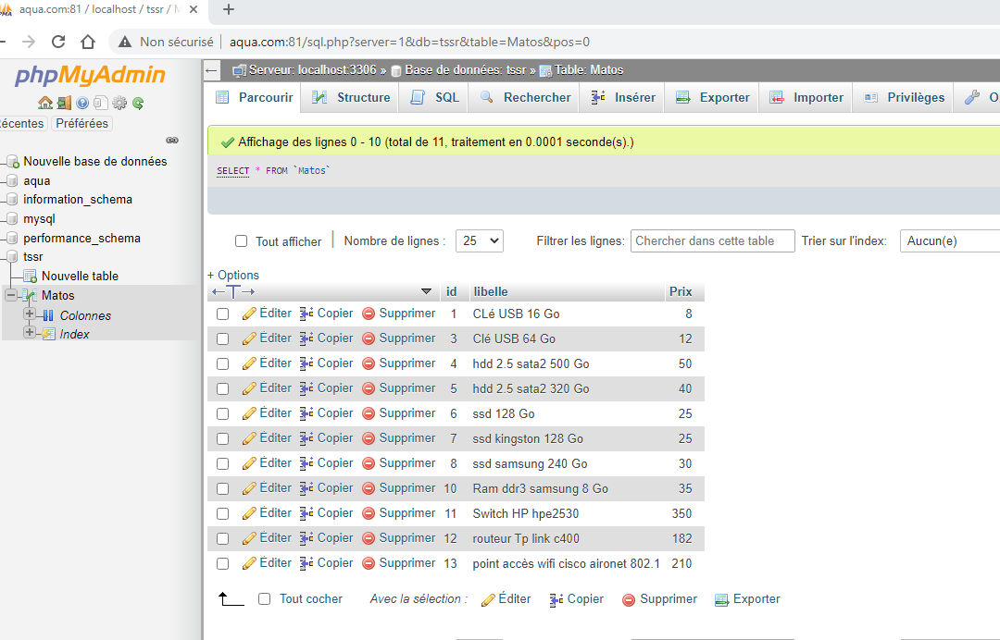 aqua.com:81 / localhost / tssr / M
Non sécurisé | aqua.com:81/sql.php?server=1&db=tssr&table=Matos&pos=0
phpMyAdmin
Récentes Préférées
Nouvelle base de données
aqua
information_schema
mysql
performance_schema
tssr
Nouvelle table
Matos
Colonnes
Index
Serveur: localhost:3306 » Base de données: tssr » Table: Matos
Parcourir Structure SQL Rechercher Insérer Exporter Importer Privilèges
Affichage des lignes 0 - 10 (total de 11, traitement en 0.0001 seconde(s).)
SELECT * FROM `Matos`
Tout afficher | Nombre de lignes : 25 Filtrer les lignes: Chercher dans cette table Trier sur l'index: Aucun(e)
+ Options
←T→ id libelle Prix
Éditer Copier Supprimer 1 CLé USB 16 Go 8
Éditer Copier Supprimer 3 Clé USB 64 Go 12
Éditer Copier Supprimer 4 hdd 2.5 sata2 500 Go 50
Éditer Copier Supprimer 5 hdd 2.5 sata2 320 Go 40
Éditer Copier Supprimer 6 ssd 128 Go 25
Éditer Copier Supprimer 7 ssd kingston 128 Go 25
Éditer Copier Supprimer 8 ssd samsung 240 Go 30
Éditer Copier Supprimer 10 Ram ddr3 samsung 8 Go 35
Éditer Copier Supprimer 11 Switch HP hpe2530 350
Éditer Copier Supprimer 12 routeur Tp link c400 182
Éditer Copier Supprimer 13 point accès wifi cisco aironet 802.1 210
Tout cocher Avec la sélection : Éditer Copier Supprimer Exporter